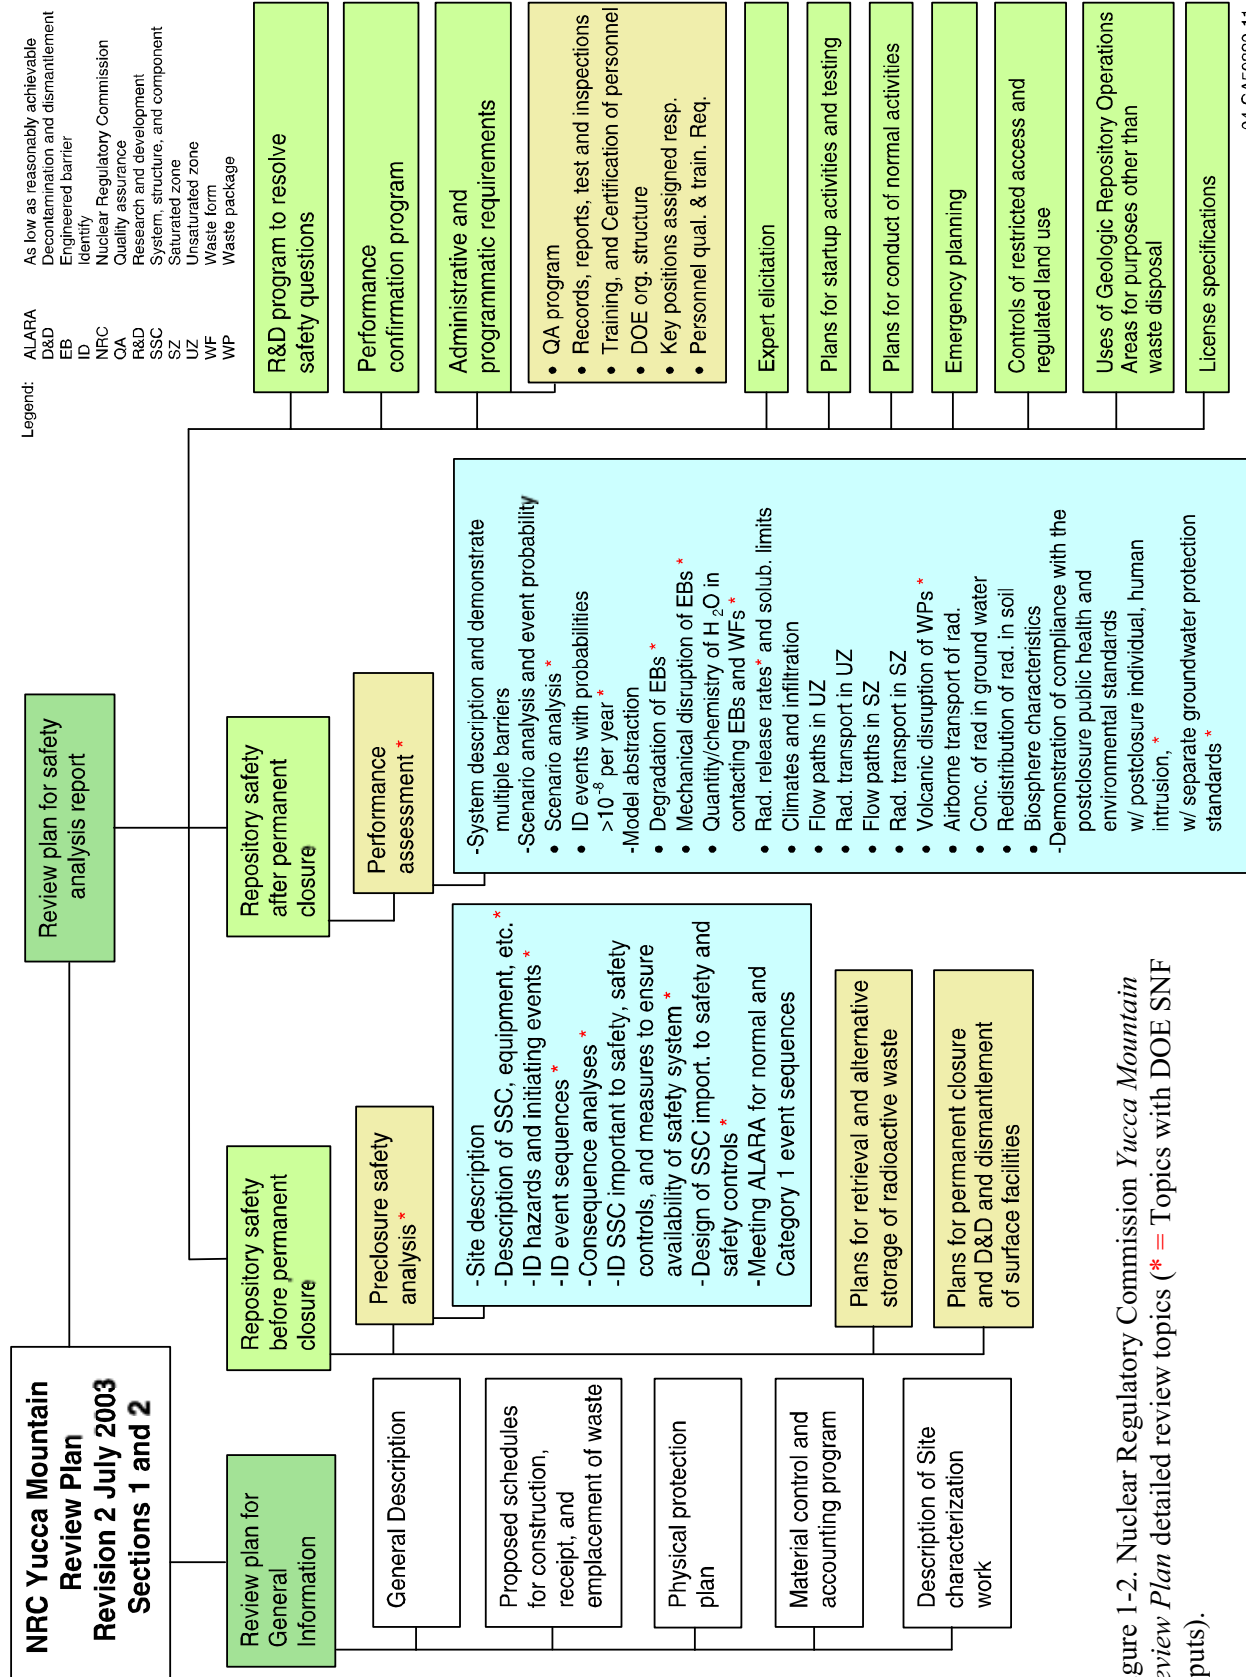 NRC Yucca Mountain
Review Plan
Revision 2 July 2003
Sections 1 and 2
Review plan for safety
analysis report
Legend:
ALARA As low as reasonably achievable
D&D Decontamination and dismantlement
EB Engineered barrier
ID Identify
NRC Nuclear Regulatory Commission
QA Quality assurance
R&D Research and development
SSC System, structure, and component
SZ Saturated zone
UZ Unsaturated zone
WF Waste form
WP Waste package
Review plan for
General
Information
General Description
Proposed schedules
for construction,
receipt, and
emplacement of waste
Physical protection
plan
Material control and
accounting program
Description of Site
characterization
work
Repository safety
before permanent
closure
Preclosure safety
analysis *
- Site description
- Description of SSC, equipment, etc. *
- ID hazards and initiating events *
- ID event sequences *
- Consequence analyses *
- ID SSC important to safety, safety
controls, and measures to ensure
availability of safety system *
- Design of SSC import. to safety and
safety controls *
- Meeting ALARA for normal and
Category 1 event sequences
Plans for retrieval and alternative
storage of radioactive waste
Plans for permanent closure
and D&D and dismantlement
of surface facilities
Repository safety
after permanent
closure
Performance
assessment *
-System description and demonstrate
multiple barriers
-Scenario analysis and event probability
• Scenario analysis *
• ID events with probabilities
>10-8 per year *
-Model abstraction
• Degradation of EBs *
• Mechanical disruption of EBs *
• Quantity/chemistry of H2O in
contacting EBs and WFs *
• Rad. release rates* and solub. limits
• Climates and infiltration
• Flow paths in UZ
• Rad. transport in UZ
• Flow paths in SZ
• Rad. transport in SZ
• Volcanic disruption of WPs *
• Airborne transport of rad.
• Conc. of rad in ground water
• Redistribution of rad. in soil
• Biosphere characteristics
-Demonstration of compliance with the
postclosure public health and
environmental standards
w/ postclosure individual, human
intrusion, *
w/ separate groundwater protection
standards *
R&D program to resolve
safety questions
Performance
confirmation program
Administrative and
programmatic requirements
• QA program
• Records, reports, test and inspections
• Training, and Certification of personnel
• DOE org. structure
• Key positions assigned resp.
• Personnel qual. & train. Req.
Expert elicitation
Plans for startup activities and testing
Plans for conduct of normal activities
Emergency planning
Controls of restricted access and
regulated land use
Uses of Geologic Repository Operations
Areas for purposes other than
waste disposal
License specifications
gure 1-2. Nuclear Regulatory Commission Yucca Mountain
eview Plan detailed review topics (* = Topics with DOE SNF
puts).